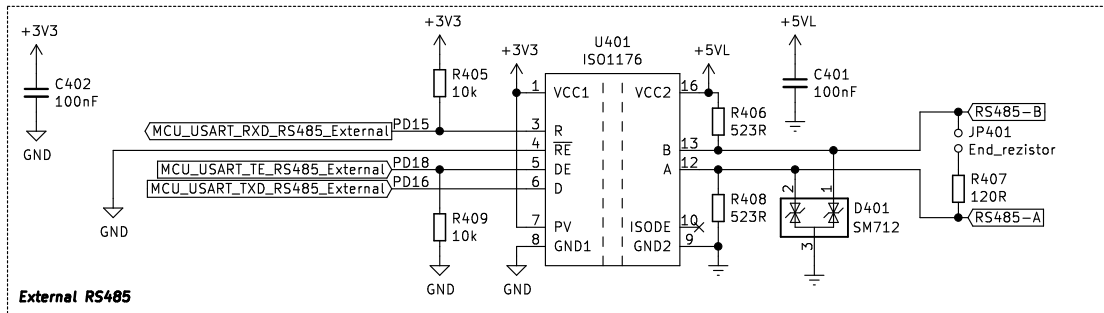 +3V3
C402
100nF
GND
+3V3
R405
10k
MCU_USART_RXD_RS485_External
PD15
MCU_USART_TE_RS485_External
PD18
MCU_USART_TXD_RS485_External
PD16
GND
R409
10k
GND
+3V3
GND
U401
ISO1176
1
VCC1
3
R
4
RE
5
DE
6
D
7
PV
8
GND1
VCC2
16
B
13
A
12
ISODE
10
GND2
9
+5VL
R406
523R
R408
523R
+5VL
C401
100nF
2
1
D401
SM712
3
RS485-B
JP401
End_rezistor
R407
120R
RS485-A
External RS485